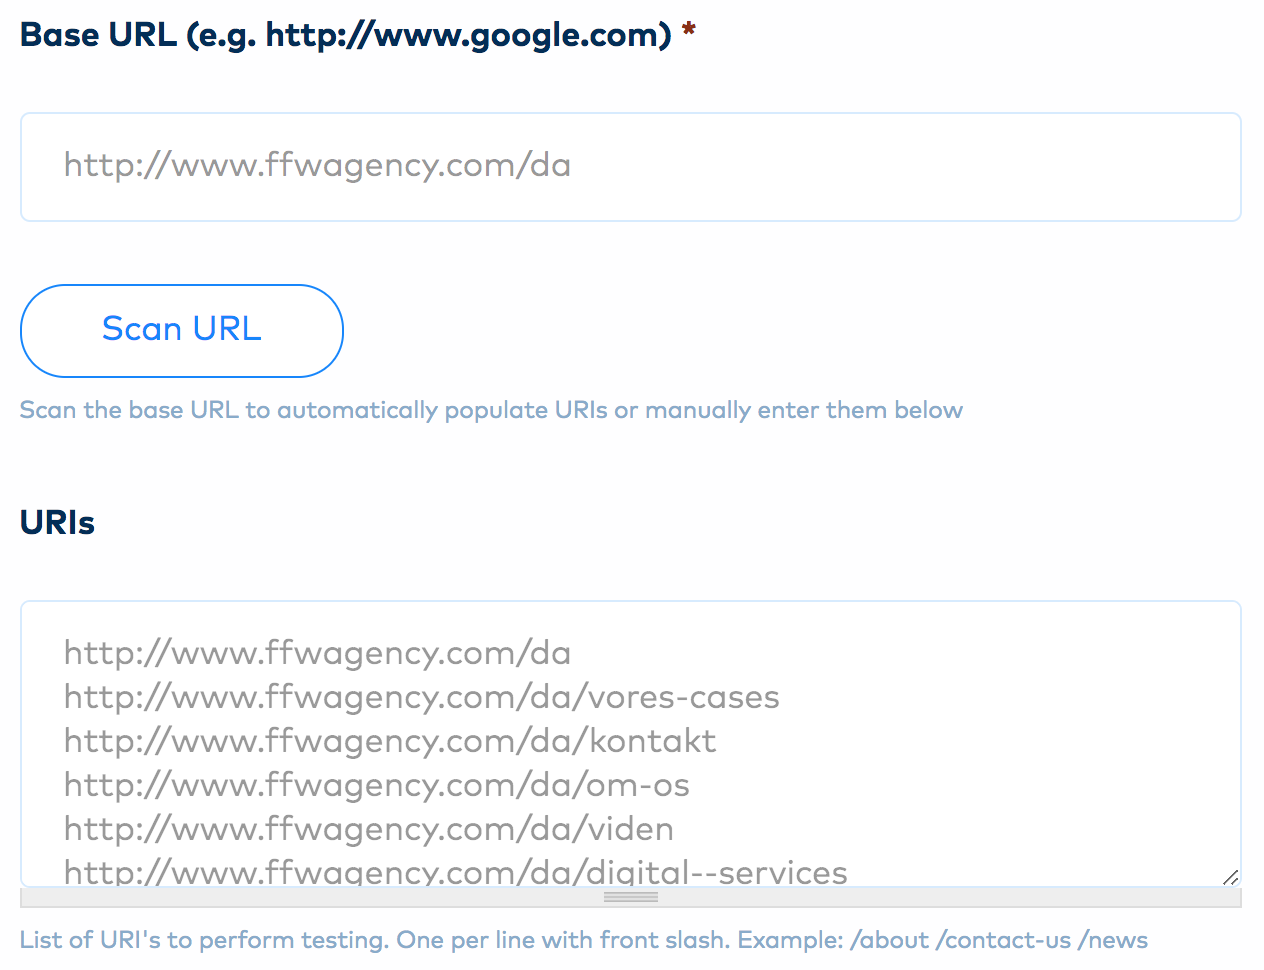 Base URL (e.g. http://www.google.com) *
http://www.ffwagency.com/da
Scan URL
Scan the base URL to automatically populate URIs or manually enter them below
URIs
http://www.ffwagency.com/da
http://www.ffwagency.com/da/vores-cases
http://www.ffwagency.com/da/kontakt
http://www.ffwagency.com/da/om-os
http://www.ffwagency.com/da/viden
http://www.ffwagency.com/da/digital--services
List of URI's to perform testing. One per line with front slash. Example: /about /contact-us /news